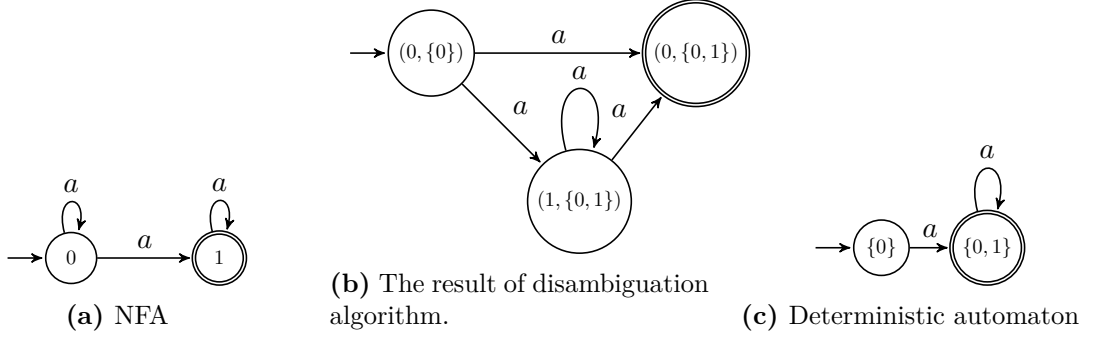 a
a
a
0
1
(a) NFA
(0, {0})
a
(0, {0, 1})
a
a
a
(1, {0, 1})
(b) The result of disambiguation
algorithm.
a
{0}
a
{0, 1}
(c) Deterministic automaton